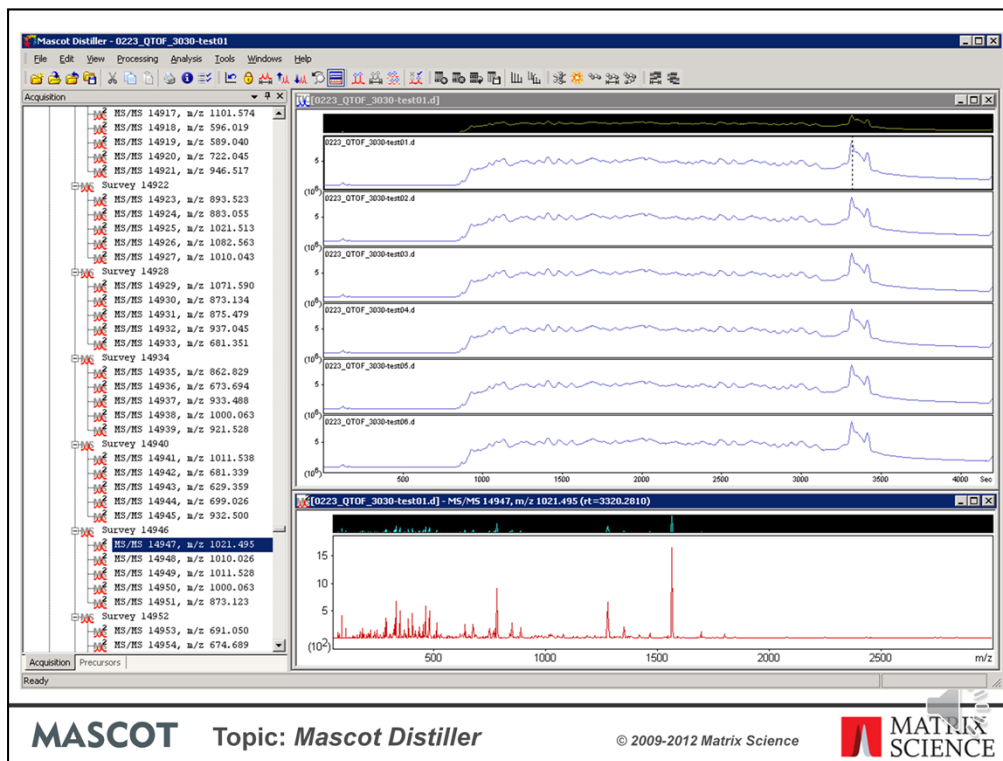 Mascot Distiller - 0223_QTOF_3030-test01
File Edit View Processing Analysis Tools Windows Help
Acquisition
MS/MS 14917, m/z 1101.574
MS/MS 14918, m/z 596.019
MS/MS 14919, m/z 589.040
MS/MS 14920, m/z 722.045
MS/MS 14921, m/z 946.517
Survey 14922
MS/MS 14923, m/z 893.523
MS/MS 14924, m/z 883.055
MS/MS 14925, m/z 1021.513
MS/MS 14926, m/z 1082.563
MS/MS 14927, m/z 1010.043
Survey 14928
MS/MS 14929, m/z 1071.590
MS/MS 14930, m/z 873.134
MS/MS 14931, m/z 875.479
MS/MS 14932, m/z 937.045
MS/MS 14933, m/z 681.351
Survey 14934
MS/MS 14935, m/z 862.829
MS/MS 14936, m/z 673.694
MS/MS 14937, m/z 933.488
MS/MS 14938, m/z 1000.063
MS/MS 14939, m/z 921.528
Survey 14940
MS/MS 14941, m/z 1011.538
MS/MS 14942, m/z 681.339
MS/MS 14943, m/z 629.359
MS/MS 14944, m/z 699.026
MS/MS 14945, m/z 932.500
Survey 14946
MS/MS 14947, m/z 1021.495
MS/MS 14948, m/z 1010.026
MS/MS 14949, m/z 1011.528
MS/MS 14950, m/z 1000.063
MS/MS 14951, m/z 873.123
Survey 14952
MS/MS 14953, m/z 691.050
MS/MS 14954, m/z 674.689
Acquisition Precursors
Ready
[0223_QTOF_3030-test01.d]
0223_QTOF_3030-test01.d
5
(10⁶)
0223_QTOF_3030-test02.d
5
(10⁶)
0223_QTOF_3030-test03.d
5
(10⁶)
0223_QTOF_3030-test04.d
5
(10⁶)
0223_QTOF_3030-test05.d
5
(10⁶)
0223_QTOF_3030-test06.d
5
(10⁶)
500 1000 1500 2000 2500 3000 3500 4000 Sec
[0223_QTOF_3030-test01.d] - MS/MS 14947, m/z 1021.495 (rt=3320.2810)
15
10
5
(10²)
500 1000 1500 2000 2500 m/z
MASCOT Topic: Mascot Distiller © 2009-2012 Matrix Science
MATRIX
SCIENCE